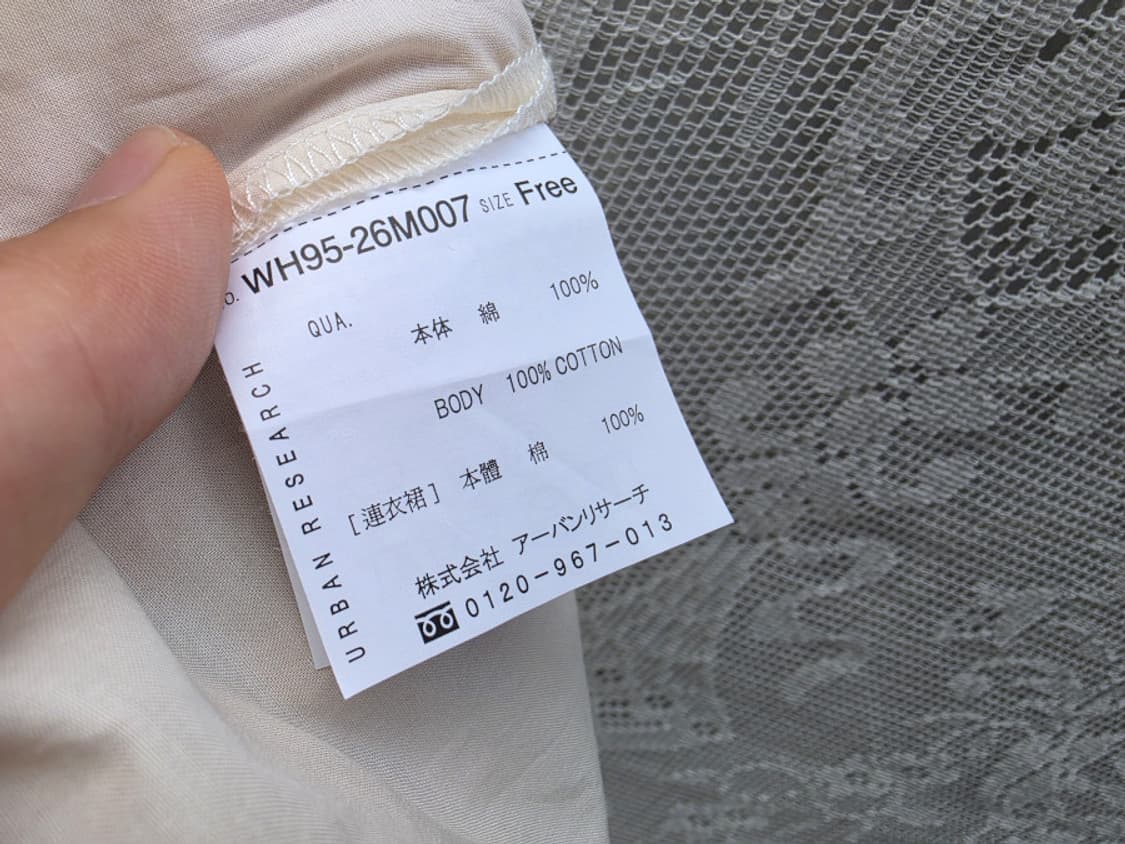 o. WH95-26M007 SIZE Free
QUA. 本体 綿 100%
BODY 100% COTTON
[連衣裙] 本體 棉 100%
株式会社 アーバンリサーチ
0120-967-013
URBAN RESEARCH